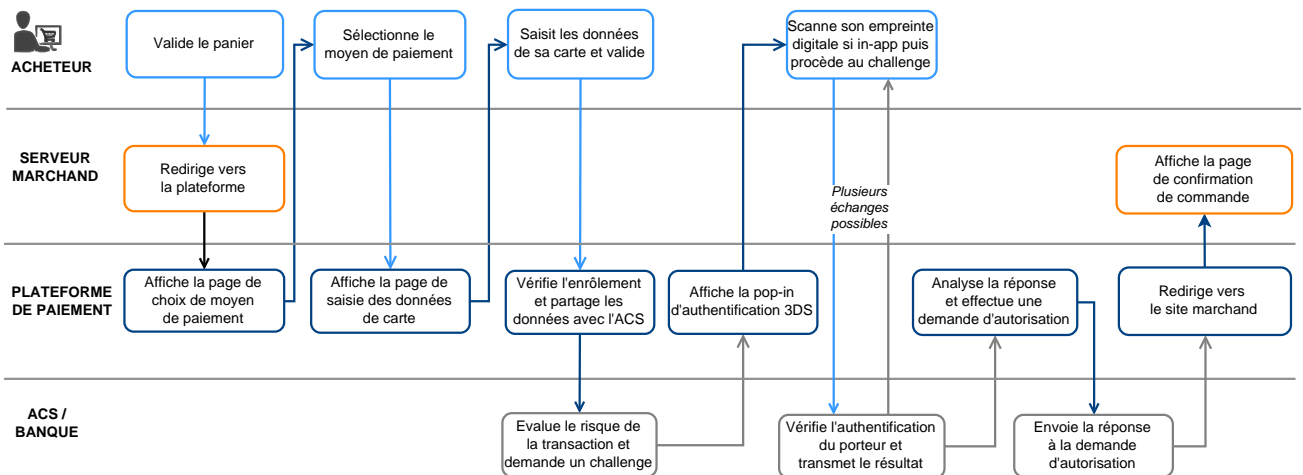 ACHETEUR
Valide le panier
Sélectionne le
moyen de paiement
Saisit les données
de sa carte et valide
Scanne son empreinte
digitale si in-app puis
procède au challenge
SERVEUR
MARCHAND
Redirige vers
la plateforme
Plusieurs
échanges
possibles
Affiche la page
de confirmation
de commande
PLATEFORME
DE PAIEMENT
Affiche la page de
choix de moyen
de paiement
Affiche la page de
saisie des données
de carte
Vérifie l'enrôlement
et partage les
données avec l'ACS
Affiche la pop-in
d'authentification 3DS
Analyse la réponse
et effectue une
demande d'autorisation
Redirige vers
le site marchand
ACS /
BANQUE
Evalue le risque de
la transaction et
demande un challenge
Vérifie l'authentification
du porteur et
transmet le résultat
Envoie la réponse
à la demande
d'autorisation